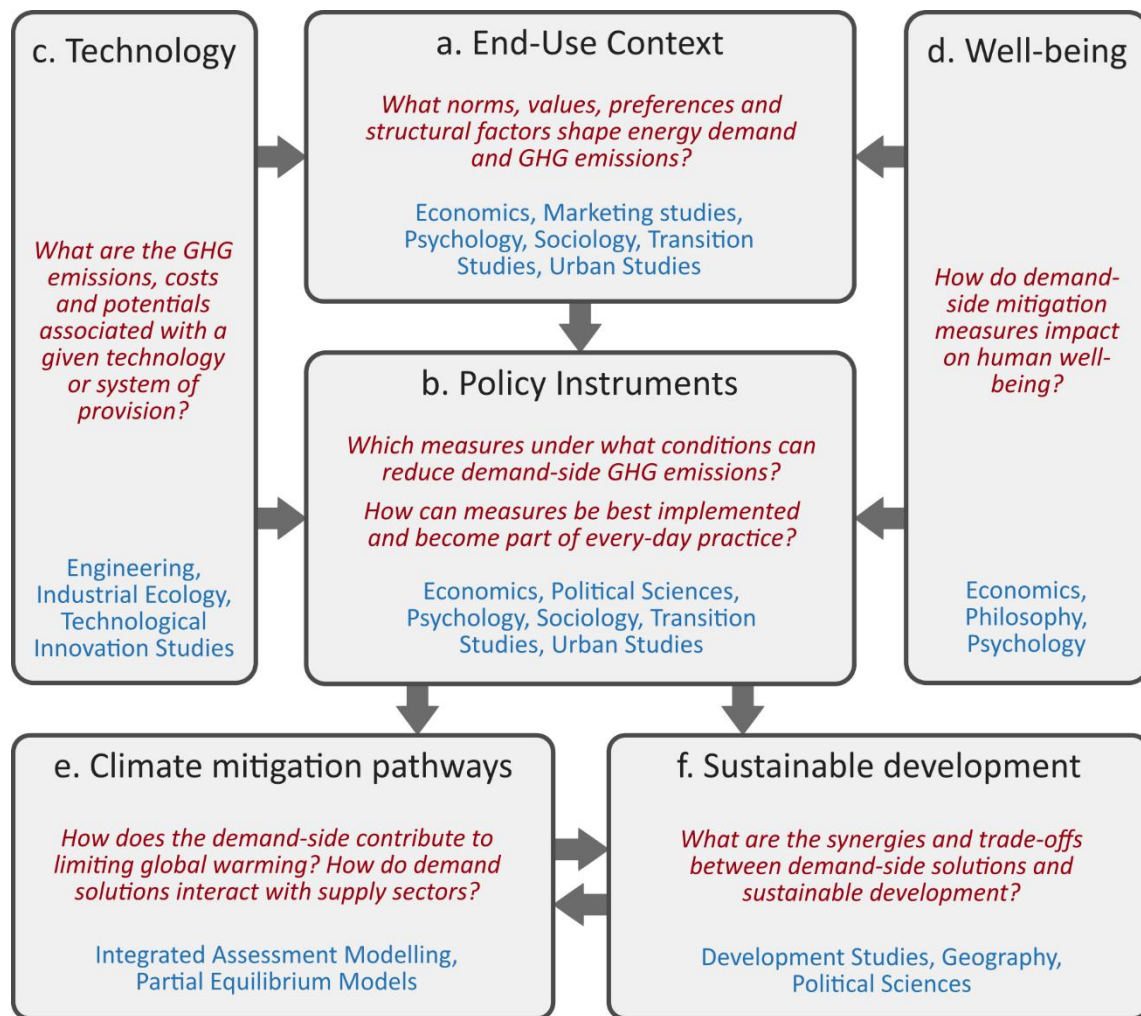 c. Technology
What are the GHG
emissions, costs
and potentials
associated with a
given technology
or system of
provision?
Engineering,
Industrial Ecology,
Technological
Innovation Studies
a. End-Use Context
What norms, values, preferences and
structural factors shape energy demand
and GHG emissions?
Economics, Marketing studies,
Psychology, Sociology, Transition
Studies, Urban Studies
d. Well-being
How do demand-
side mitigation
measures impact
on human well-
being?
Economics,
Philosophy,
Psychology
b. Policy Instruments
Which measures under what conditions can
reduce demand-side GHG emissions?
How can measures be best implemented
and become part of every-day practice?
Economics, Political Sciences,
Psychology, Sociology, Transition
Studies, Urban Studies
e. Climate mitigation pathways
How does the demand-side contribute to
limiting global warming? How do demand
solutions interact with supply sectors?
Integrated Assessment Modelling,
Partial Equilibrium Models
f. Sustainable development
What are the synergies and trade-offs
between demand-side solutions and
sustainable development?
Development Studies, Geography,
Political Sciences